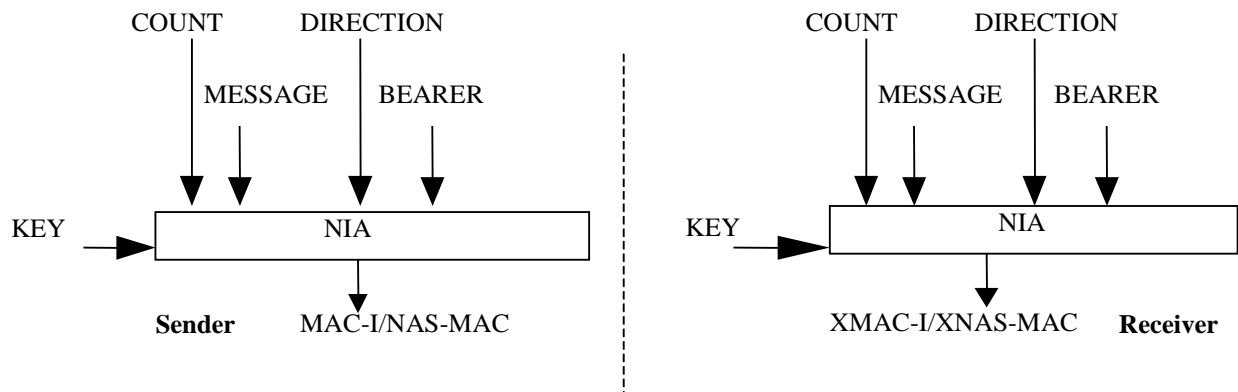 COUNT DIRECTION
MESSAGE BEARER
KEY
NIA
Sender MAC-I/NAS-MAC
COUNT DIRECTION
MESSAGE BEARER
KEY
NIA
XMAC-I/XNAS-MAC Receiver